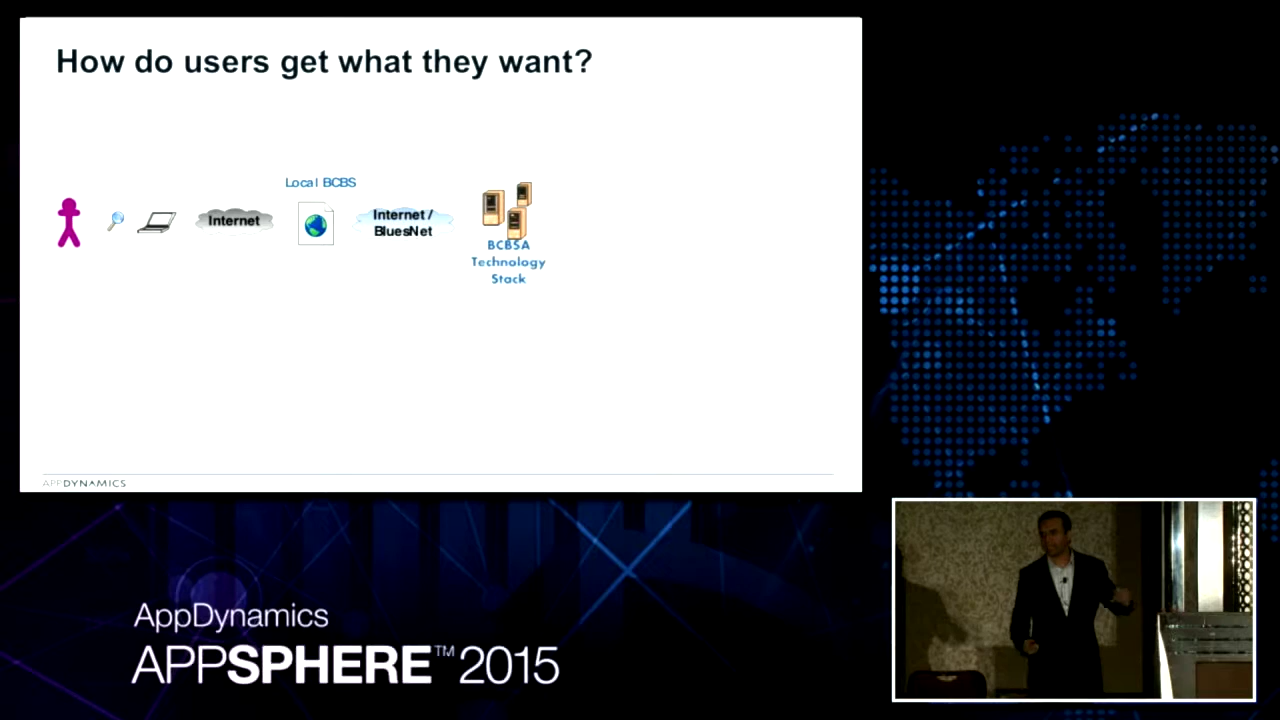 How do users get what they want?
Local BCBS
Internet
Internet /
BluesNet
BCBSA
Technology
Stack
APPDYNAMICS
AppDynamics
APPSPHERE™ 2015